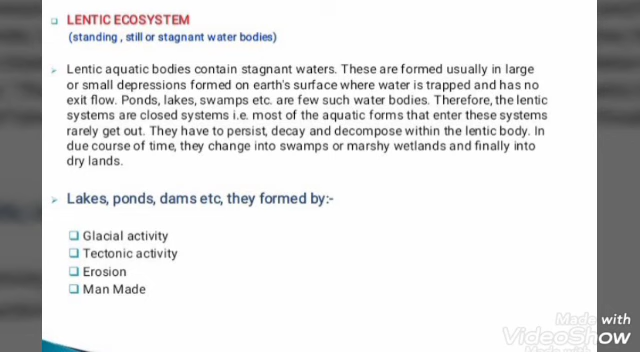 LENTIC ECOSYSTEM
(standing , still or stagnant water bodies)
Lentic aquatic bodies contain stagnant waters. These are formed usually in large
or small depressions formed on earth's surface where water is trapped and has no
exit flow. Ponds, lakes, swamps etc. are few such water bodies. Therefore, the lentic
systems are closed systems i.e. most of the aquatic forms that enter these systems
rarely get out. They have to persist, decay and decompose within the lentic body. In
due course of time, they change into swamps or marshy wetlands and finally into
dry lands.
Lakes, ponds, dams etc, they formed by:-
Glacial activity
Tectonic activity
Erosion
Man Made
Made with
VideoShow
Made with